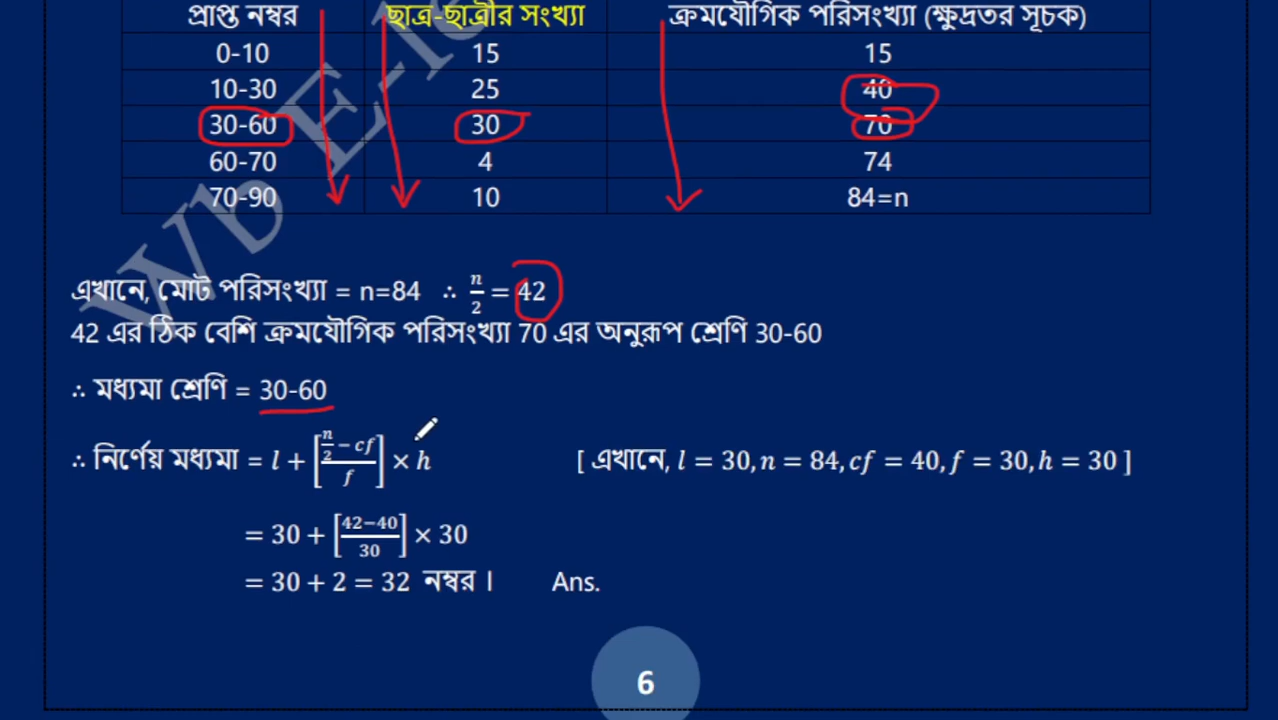 প্রাপ্ত নম্বর ছাত্র-ছাত্রীর সংখ্যা ক্রমযৌগিক পরিসংখ্যা (ক্ষুদ্রতর সূচক)
0-10 15 15
10-30 25 40
30-60 30 70
60-70 4 74
70-90 10 84=n
এখানে, মোট পরিসংখ্যা = n=84 ∴ n/2 = 42
42 এর ঠিক বেশি ক্রমযৌগিক পরিসংখ্যা 70 এর অনুরূপ শ্রেণি 30-60
∴ মধ্যমা শ্রেণি = 30-60
∴ নির্ণেয় মধ্যমা = l + [(n/2 − cf)/f] × h [ এখানে, l = 30, n = 84, cf = 40, f = 30, h = 30 ]
= 30 + [(42−40)/30] × 30
= 30 + 2 = 32 নম্বর । Ans.
6